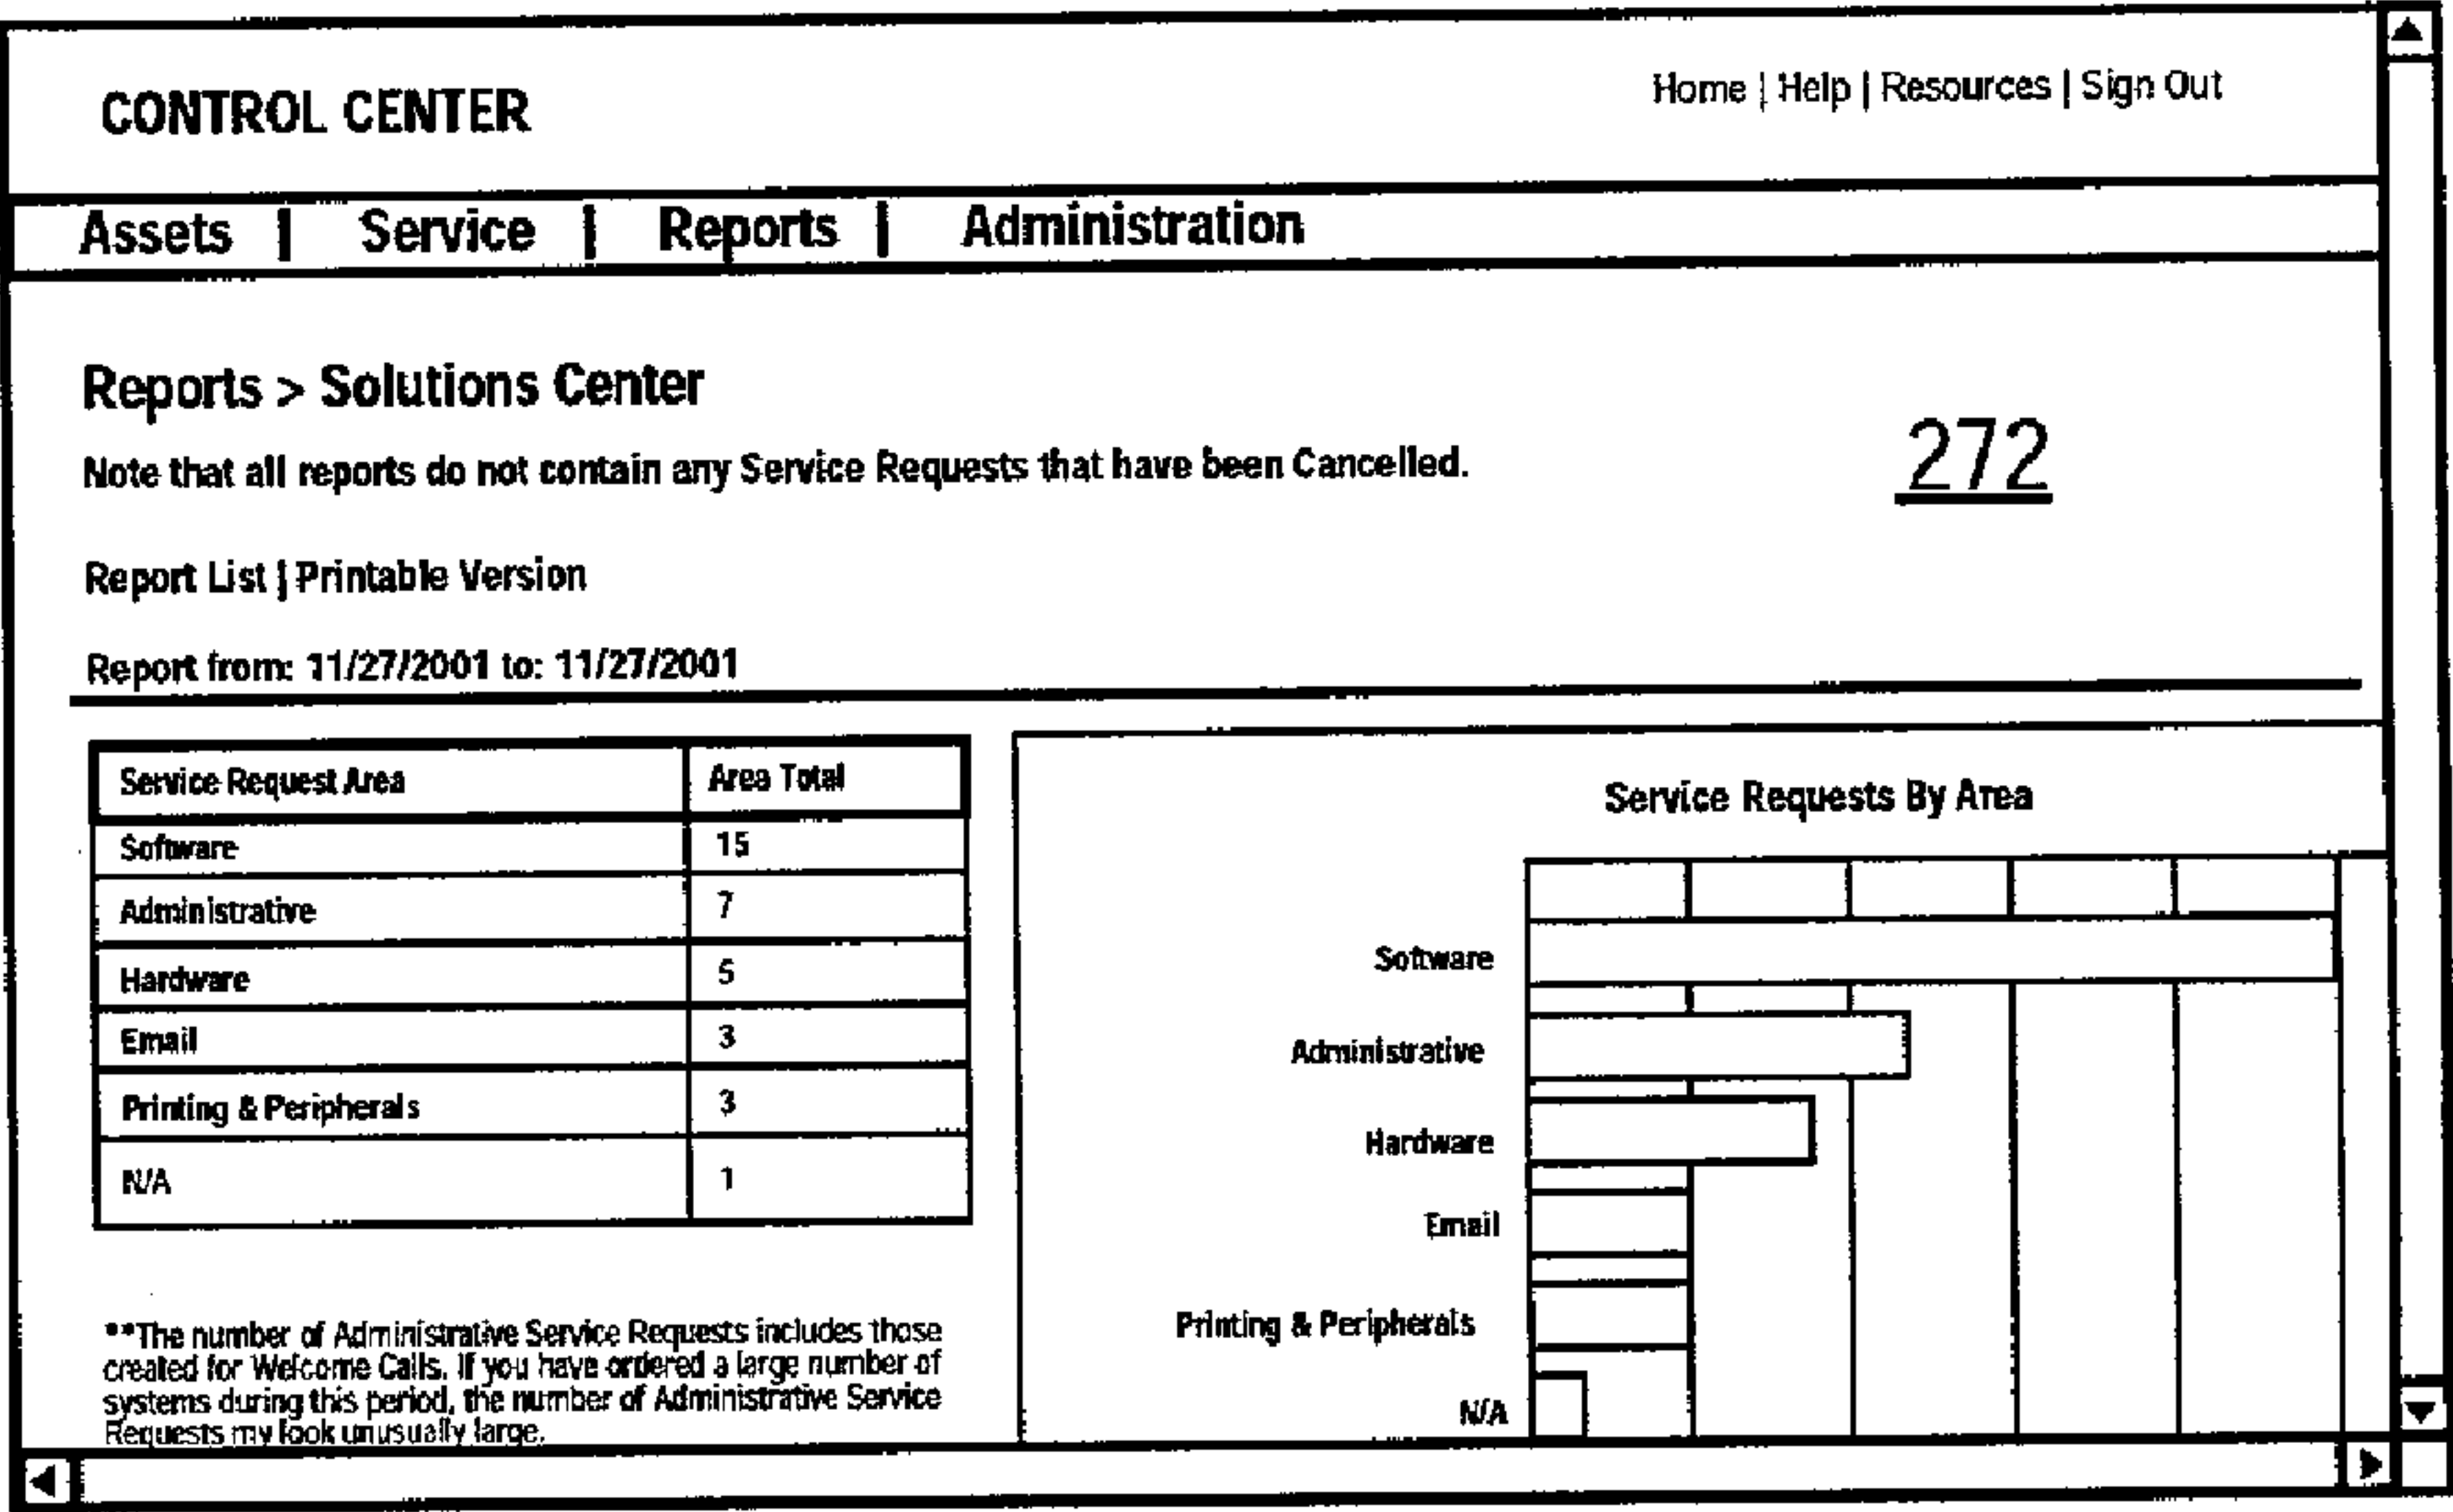 CONTROL CENTER
Home | Help | Resources | Sign Out
Assets | Service | Reports | Administration
Reports > Solutions Center
272
Note that all reports do not contain any Service Requests that have been Cancelled.
Report List | Printable Version
Report from: 11/27/2001 to: 11/27/2001
Service Request Area Area Total
Software 15
Administrative 7
Hardware 5
Email 3
Printing & Peripherals 3
N/A 1
**The number of Administrative Service Requests includes those
created for Welcome Calls. If you have ordered a large number of
systems during this period, the number of Administrative Service
Requests my look unusually large.
Service Requests By Area
Software
Administrative
Hardware
Email
Printing & Peripherals
N/A